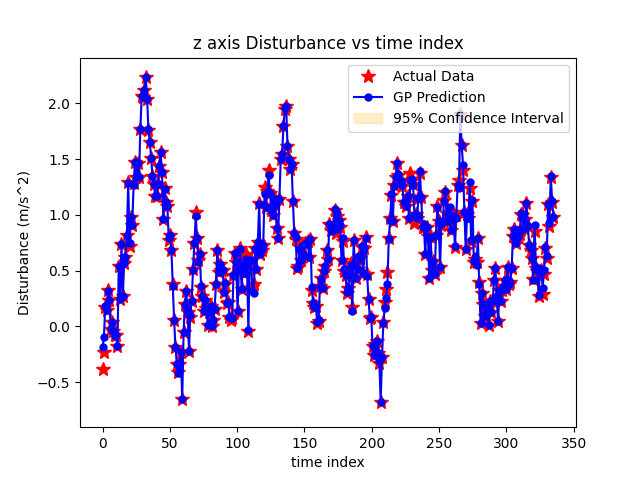 z axis Disturbance vs time index
Actual Data
GP Prediction
95% Confidence Interval
Disturbance (m/s^2)
2.0
1.5
1.0
0.5
0.0
−0.5
0 50 100 150 200 250 300 350
time index